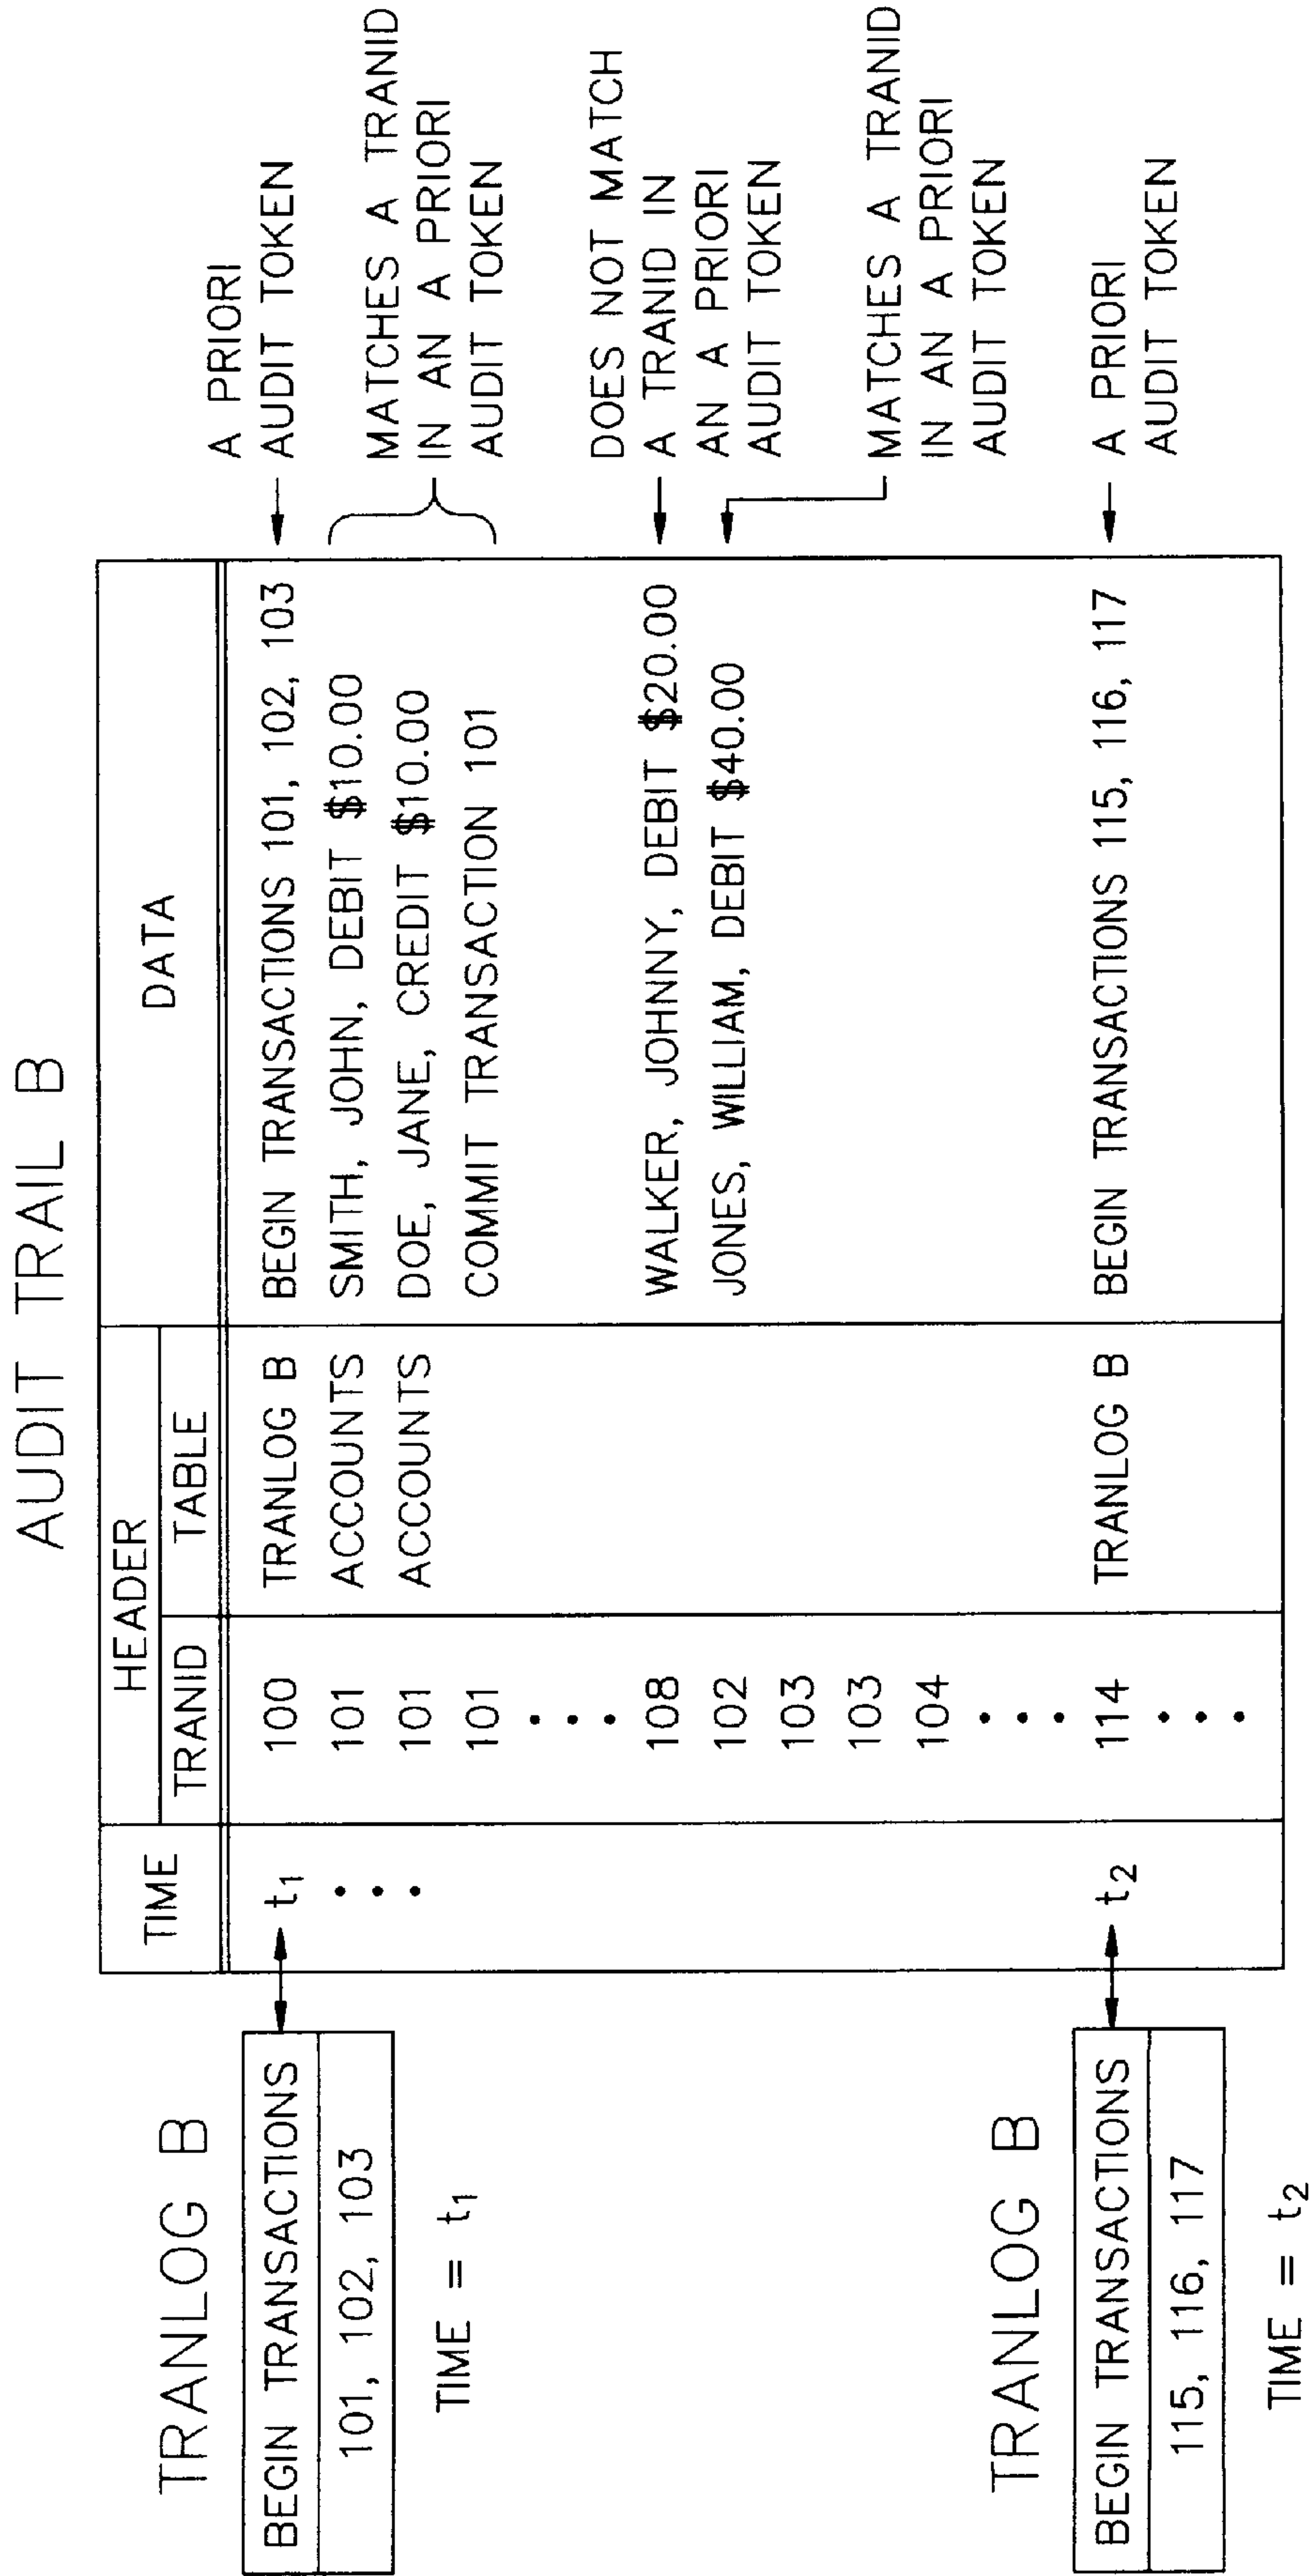 AUDIT TRAIL B
TIME
HEADER
DATA
TRANID
TABLE
TRANLOG B
BEGIN TRANSACTIONS
101, 102, 103
TIME = t₁
t₁
100 TRANLOG B BEGIN TRANSACTIONS 101, 102, 103
A PRIORI
AUDIT TOKEN
101 ACCOUNTS SMITH, JOHN, DEBIT $10.00
101 ACCOUNTS DOE, JANE, CREDIT $10.00
101 COMMIT TRANSACTION 101
MATCHES A TRANID
IN AN A PRIORI
AUDIT TOKEN
108 WALKER, JOHNNY, DEBIT $20.00
DOES NOT MATCH
A TRANID IN
AN A PRIORI
AUDIT TOKEN
102 JONES, WILLIAM, DEBIT $40.00
MATCHES A TRANID
IN AN A PRIORI
AUDIT TOKEN
103
103
104
TRANLOG B
BEGIN TRANSACTIONS
115, 116, 117
TIME = t₂
t₂
114 TRANLOG B BEGIN TRANSACTIONS 115, 116, 117
A PRIORI
AUDIT TOKEN